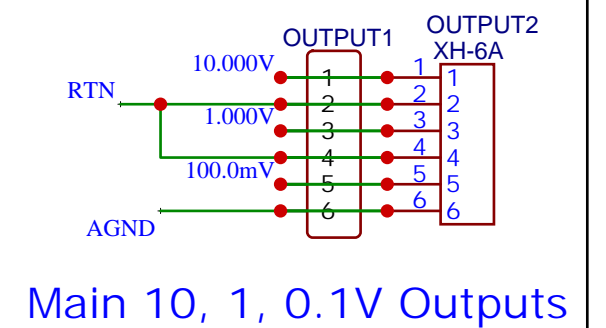 OUTPUT1
OUTPUT2
XH-6A
10.000V
1
1
1
RTN
2
2
2
1.000V
3
3
3
4
4
4
100.0mV
5
5
5
AGND
6
6
6
Main 10, 1, 0.1V Outputs